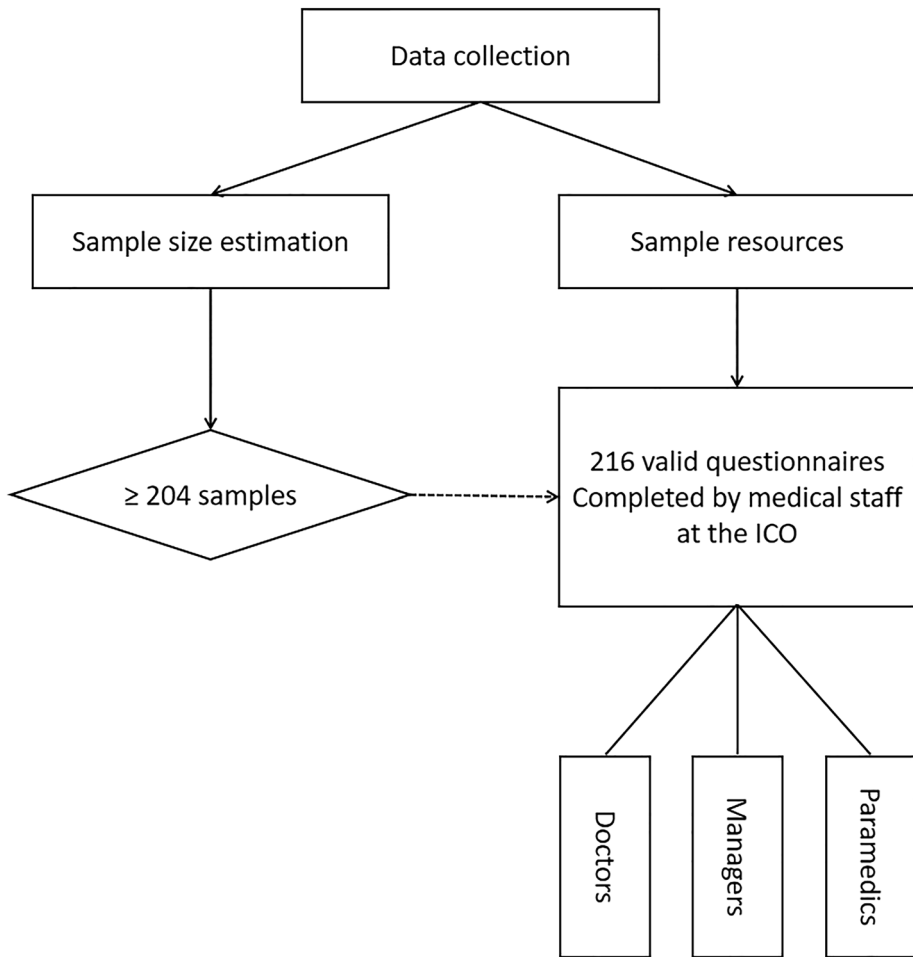 Data collection
Sample size estimation
Sample resources
≥ 204 samples
216 valid questionnaires
Completed by medical staff
at the ICO
Doctors
Managers
Paramedics